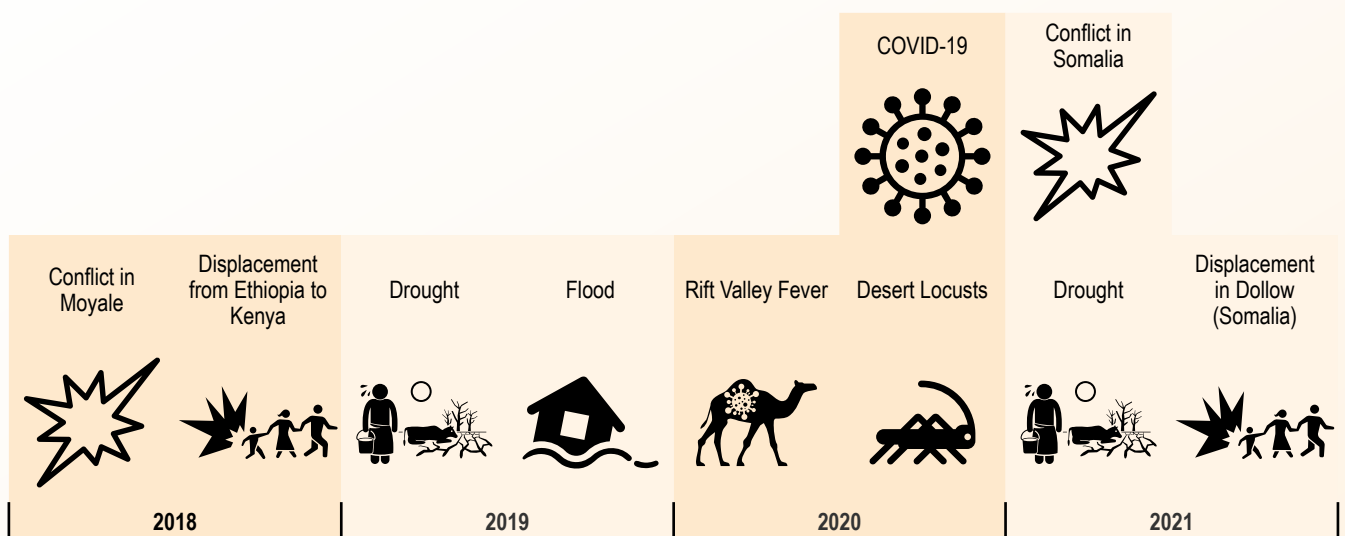 COVID-19
Conflict in
Somalia
Conflict in
Moyale
Displacement
from Ethiopia to
Kenya
Drought
Flood
Rift Valley Fever
Desert Locusts
Drought
Displacement
in Dollow
(Somalia)
2018
2019
2020
2021